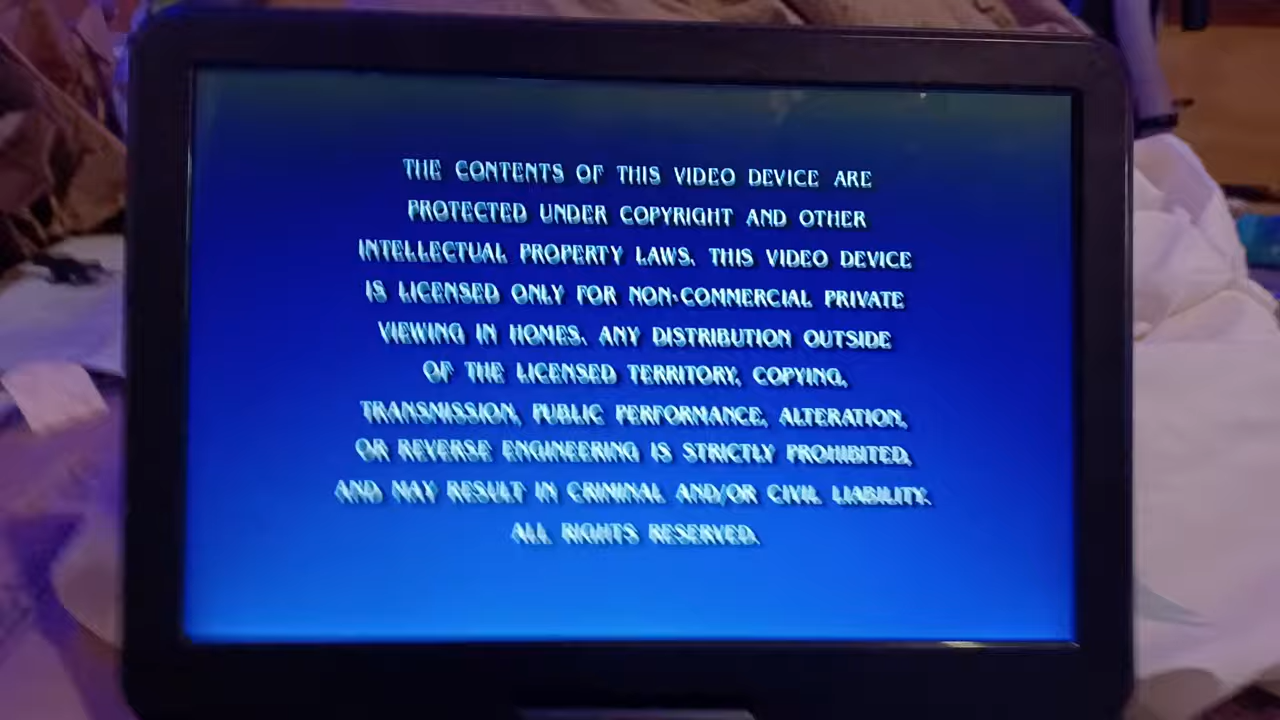 THE CONTENTS OF THIS VIDEO DEVICE ARE
PROTECTED UNDER COPYRIGHT AND OTHER
INTELLECTUAL PROPERTY LAWS. THIS VIDEO DEVICE
IS LICENSED ONLY FOR NON-COMMERCIAL PRIVATE
VIEWING IN HOMES. ANY DISTRIBUTION OUTSIDE
OF THE LICENSED TERRITORY, COPYING,
TRANSMISSION, PUBLIC PERFORMANCE, ALTERATION,
OR REVERSE ENGINEERING IS STRICTLY PROHIBITED,
AND MAY RESULT IN CRIMINAL AND/OR CIVIL LIABILITY.
ALL RIGHTS RESERVED.